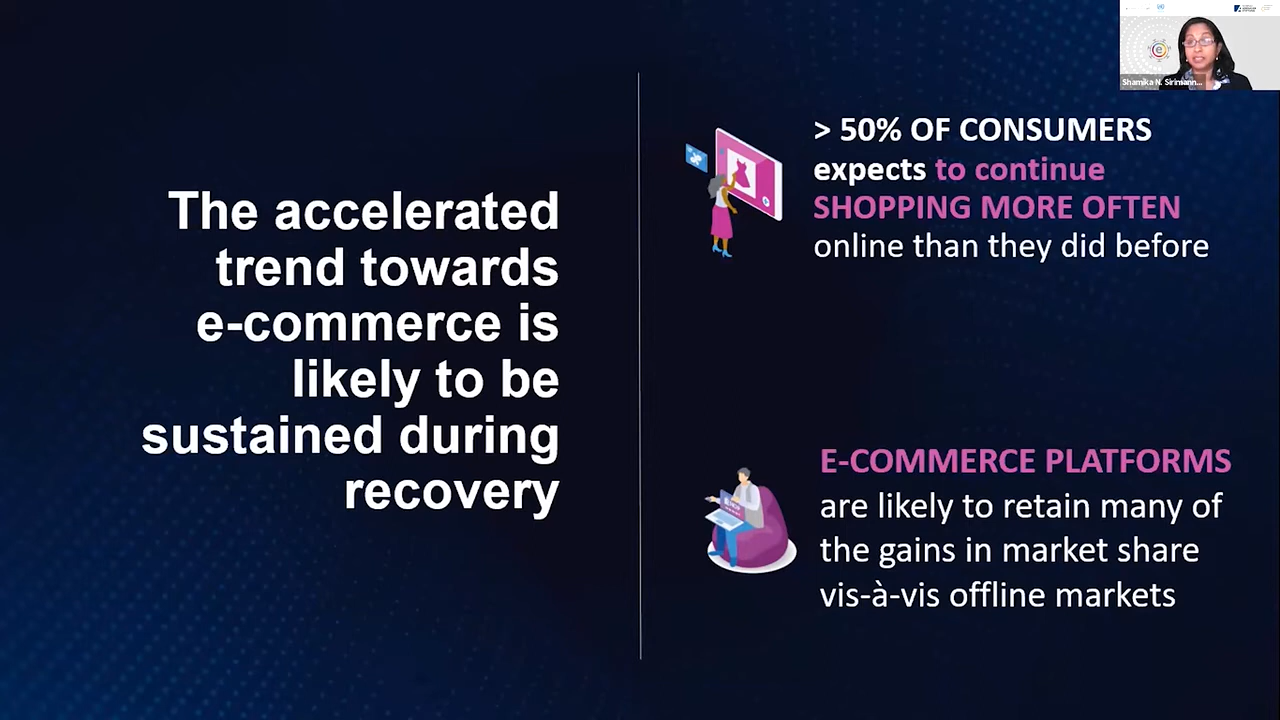 Shamika N. Sirimann...
The accelerated
trend towards
e-commerce is
likely to be
sustained during
recovery
> 50% OF CONSUMERS
expects to continue
SHOPPING MORE OFTEN
online than they did before
E-COMMERCE PLATFORMS
are likely to retain many of
the gains in market share
vis-à-vis offline markets